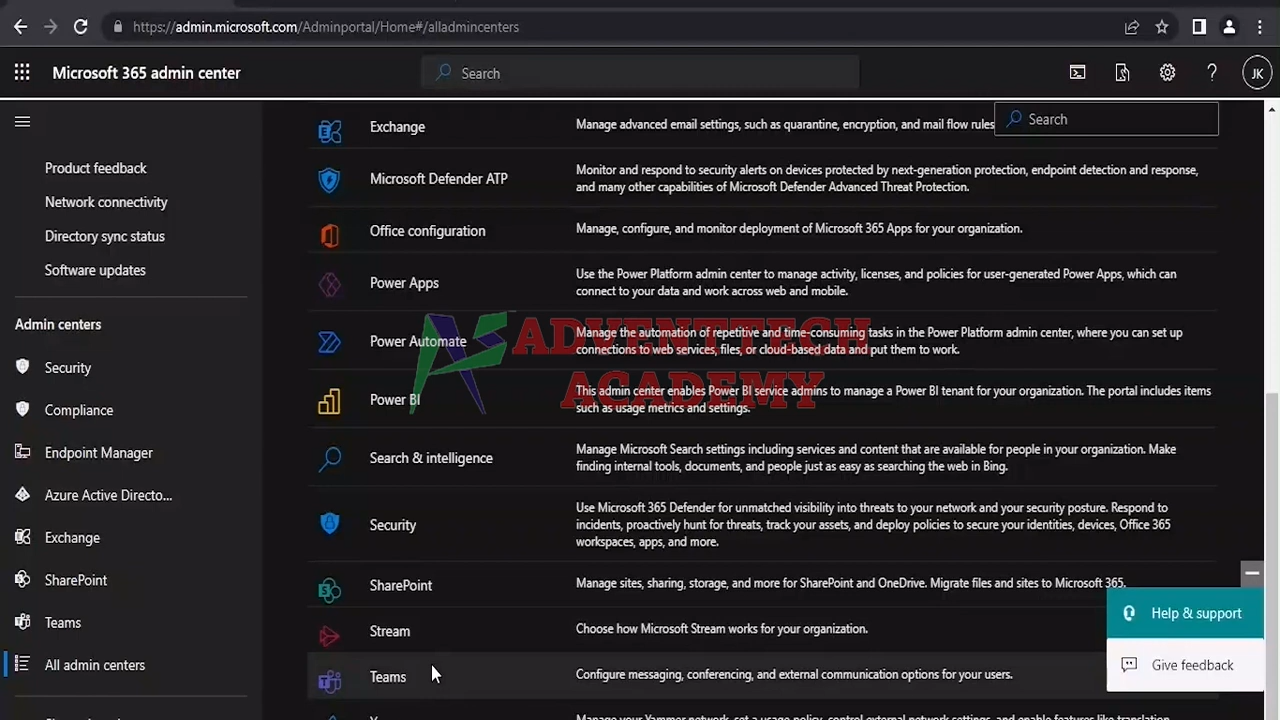 https://admin.microsoft.com/Adminportal/Home#/alladmincenters
Microsoft 365 admin center
Search
JK
Product feedback
Network connectivity
Directory sync status
Software updates
Admin centers
Security
Compliance
Endpoint Manager
Azure Active Directo...
Exchange
SharePoint
Teams
All admin centers
Search
Exchange
Manage advanced email settings, such as quarantine, encryption, and mail flow rules
Microsoft Defender ATP
Monitor and respond to security alerts on devices protected by next-generation protection, endpoint detection and response,
and many other capabilities of Microsoft Defender Advanced Threat Protection.
Office configuration
Manage, configure, and monitor deployment of Microsoft 365 Apps for your organization.
Power Apps
Use the Power Platform admin center to manage activity, licenses, and policies for user-generated Power Apps, which can
connect to your data and work across web and mobile.
Power Automate
Manage the automation of repetitive and time-consuming tasks in the Power Platform admin center, where you can set up
connections to web services, files, or cloud-based data and put them to work.
ADVENTTECH
ACADEMY
Power BI
This admin center enables Power BI service admins to manage a Power BI tenant for your organization. The portal includes items
such as usage metrics and settings.
Search & intelligence
Manage Microsoft Search settings including services and content that are available for people in your organization. Make
finding internal tools, documents, and people just as easy as searching the web in Bing.
Security
Use Microsoft 365 Defender for unmatched visibility into threats to your network and your security posture. Respond to
incidents, proactively hunt for threats, track your assets, and deploy policies to secure your identities, devices, Office 365
workspaces, apps, and more.
SharePoint
Manage sites, sharing, storage, and more for SharePoint and OneDrive. Migrate files and sites to Microsoft 365.
Stream
Choose how Microsoft Stream works for your organization.
Teams
Configure messaging, conferencing, and external communication options for your users.
Help & support
Give feedback
Manage your Yammer network, set a usage policy, control external network settings, and enable features like translation